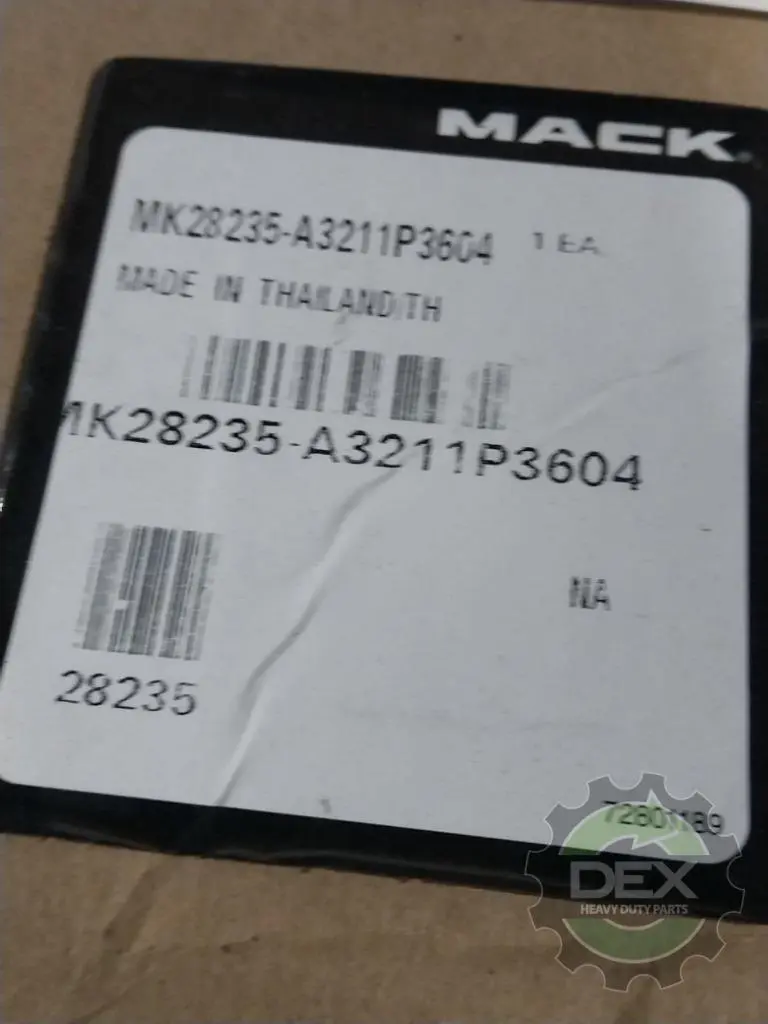 MACK
MK28235-A3211P3604 1 EA
MADE IN THAILAND/TH
MK28235-A3211P3604
NA
28235
72801189
DEX
HEAVY DUTY PARTS